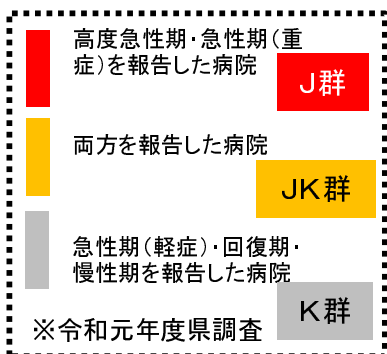 高度急性期・急性期（重
症）を報告した病院
Ｊ群
両方を報告した病院
ＪＫ群
急性期（軽症）・回復期・
慢性期を報告した病院
Ｋ群
※令和元年度県調査